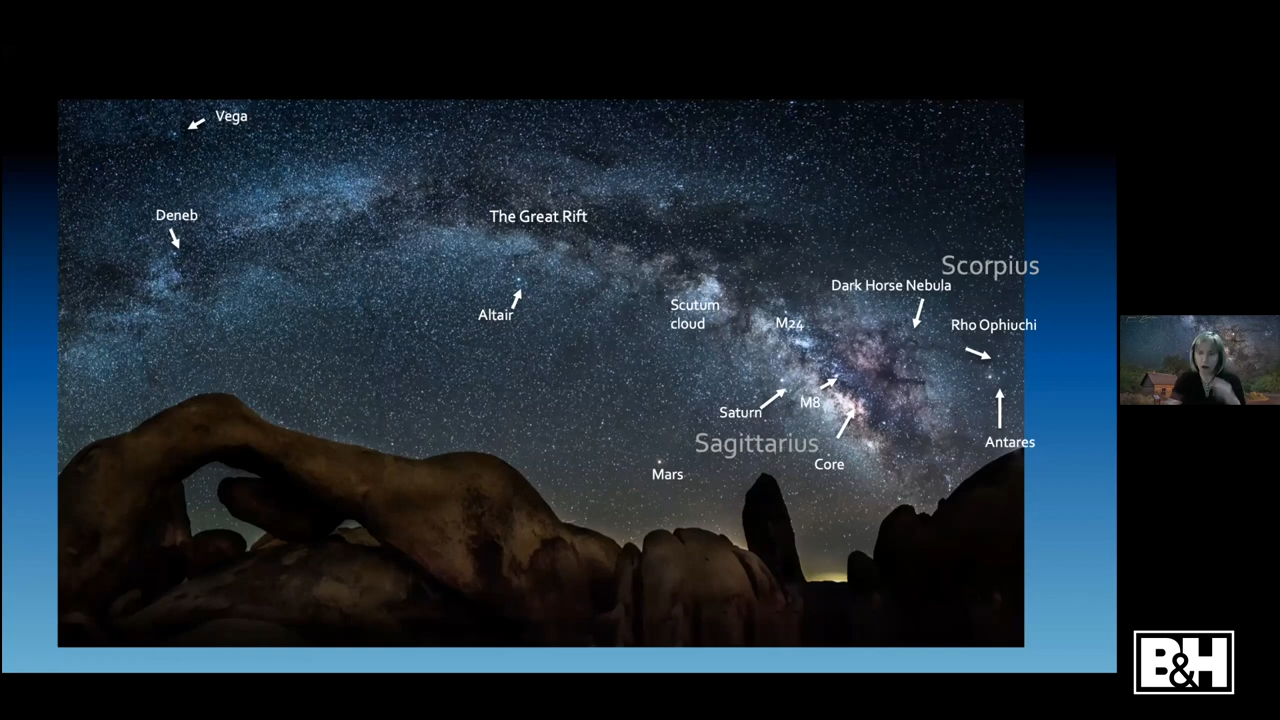 Vega
Deneb
The Great Rift
Scorpius
Dark Horse Nebula
Scutum
cloud
Altair
M24
Rho Ophiuchi
M8
Saturn
Sagittarius
Antares
Core
Mars
B&H